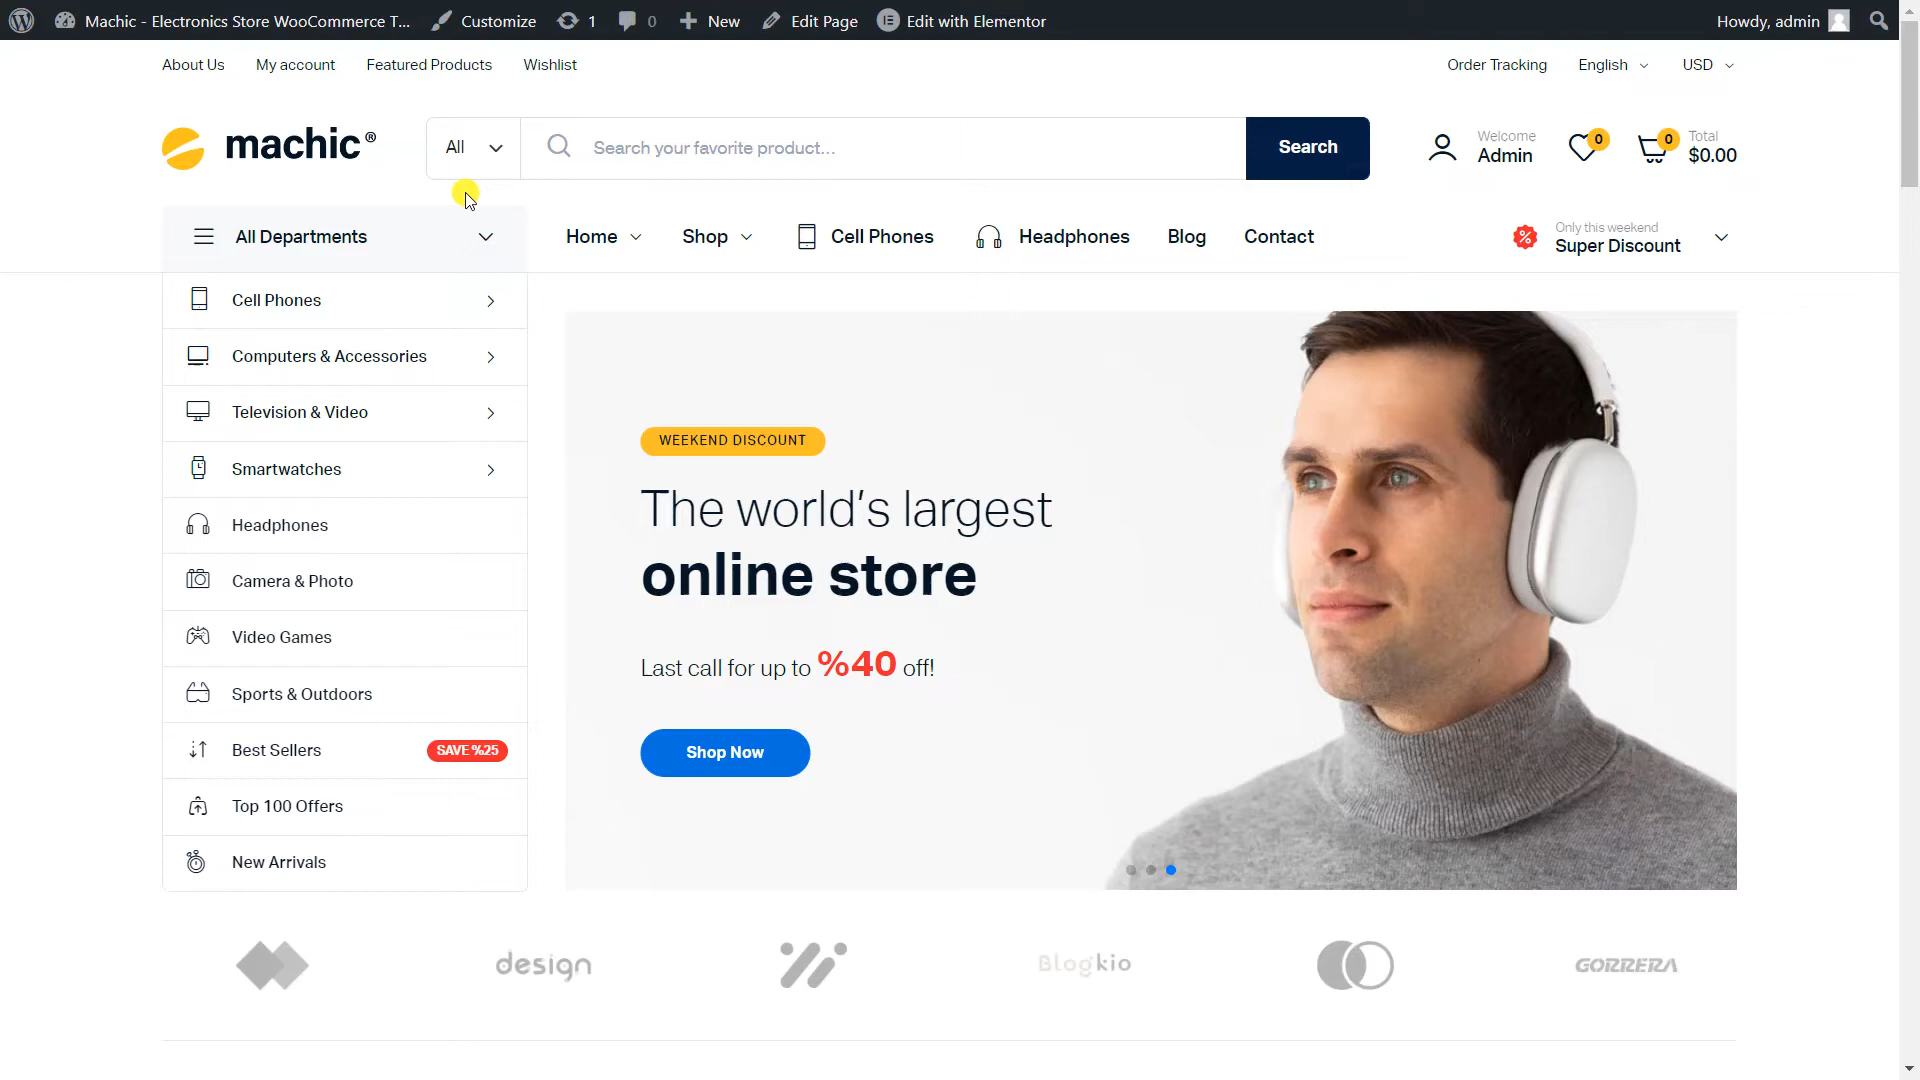 Machic - Electronics Store WooCommerce T...
Customize
1
0
New
Edit Page
Edit with Elementor
Howdy, admin
About Us
My account
Featured Products
Wishlist
Order Tracking
English
USD
machic®
All
Search your favorite product...
Search
Welcome
Admin
0
0
Total
$0.00
All Departments
Home
Shop
Cell Phones
Headphones
Blog
Contact
Only this weekend
Super Discount
Cell Phones
Computers & Accessories
Television & Video
Smartwatches
Headphones
Camera & Photo
Video Games
Sports & Outdoors
Best Sellers
SAVE %25
Top 100 Offers
New Arrivals
WEEKEND DISCOUNT
The world's largest
online store
Last call for up to %40 off!
Shop Now
design
Blogkio
GORRERA